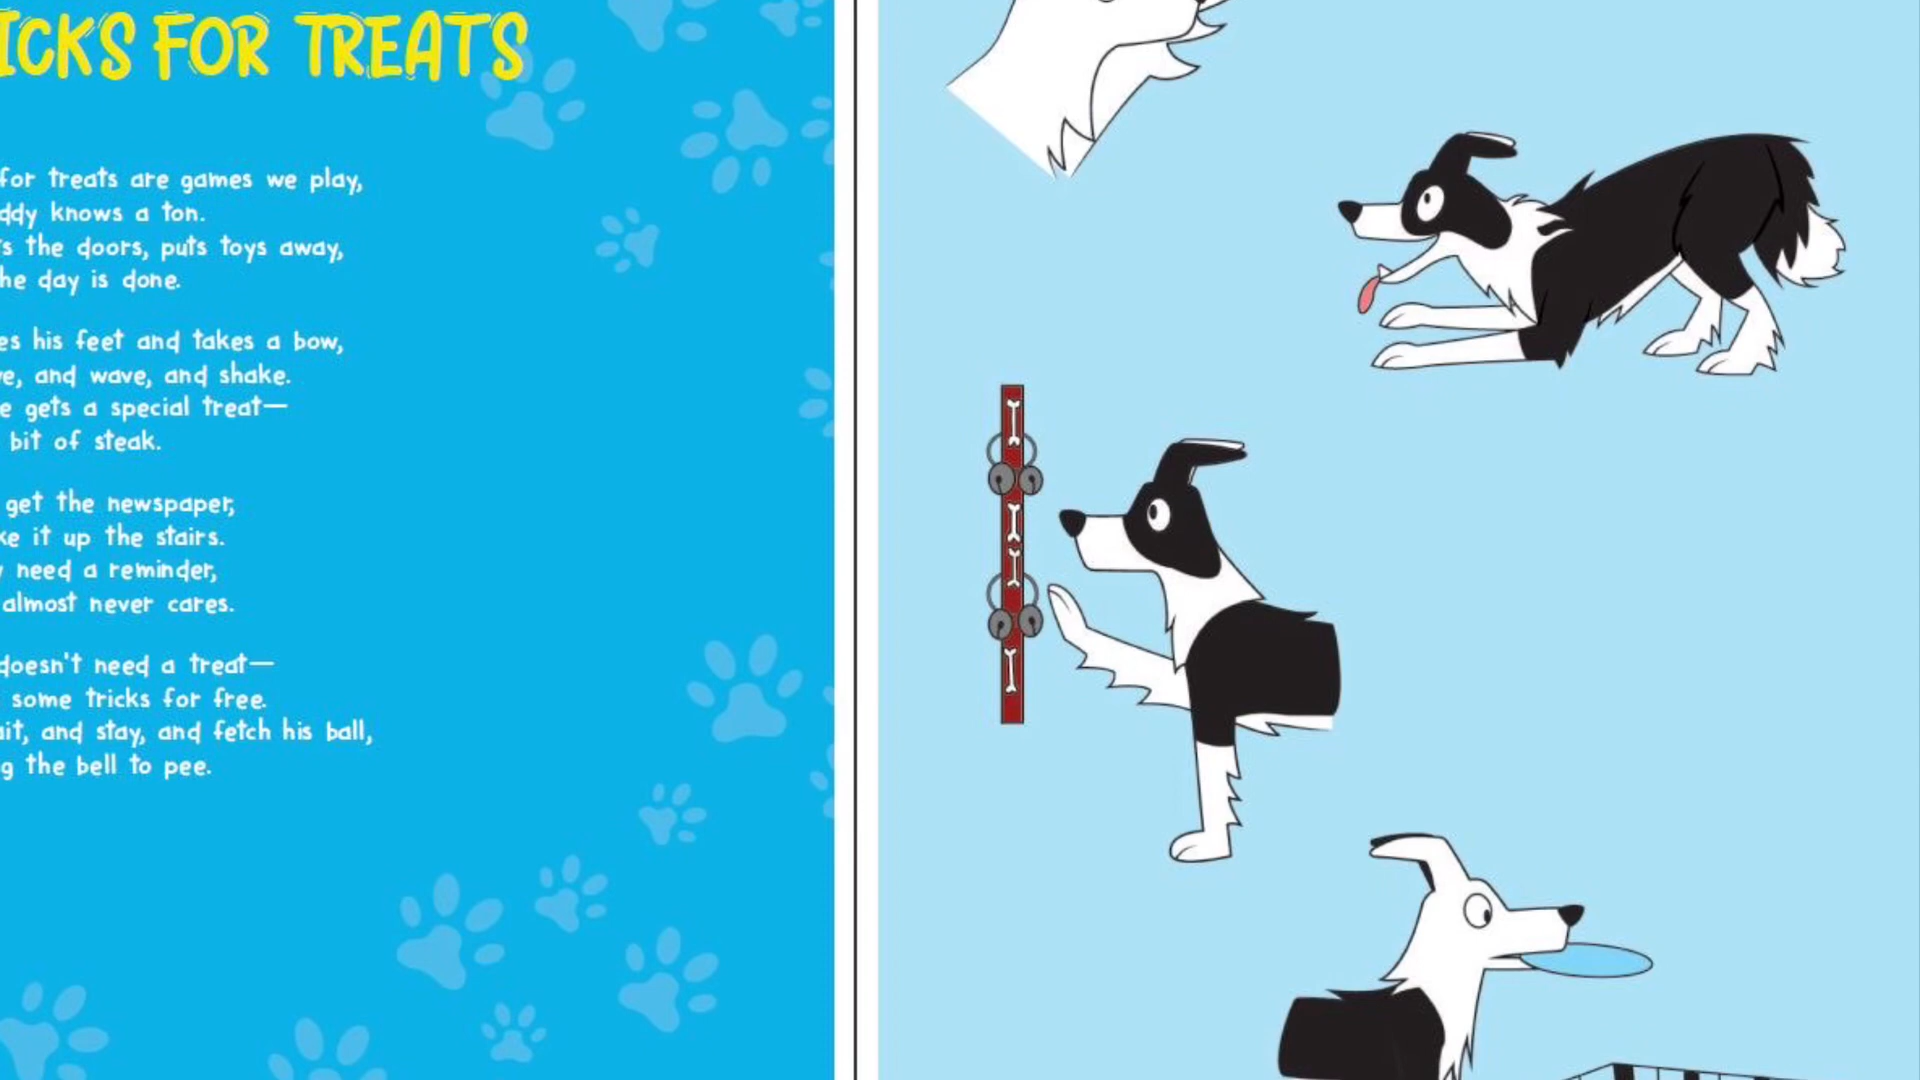 ICKS FOR TREATS
for treats are games we play,
ddy knows a ton.
s the doors, puts toys away,
he day is done.
es his feet and takes a bow,
ve, and wave, and shake.
e gets a special treat—
bit of steak.
get the newspaper,
ke it up the stairs.
y need a reminder,
almost never cares.
doesn't need a treat—
some tricks for free.
ait, and stay, and fetch his ball,
g the bell to pee.